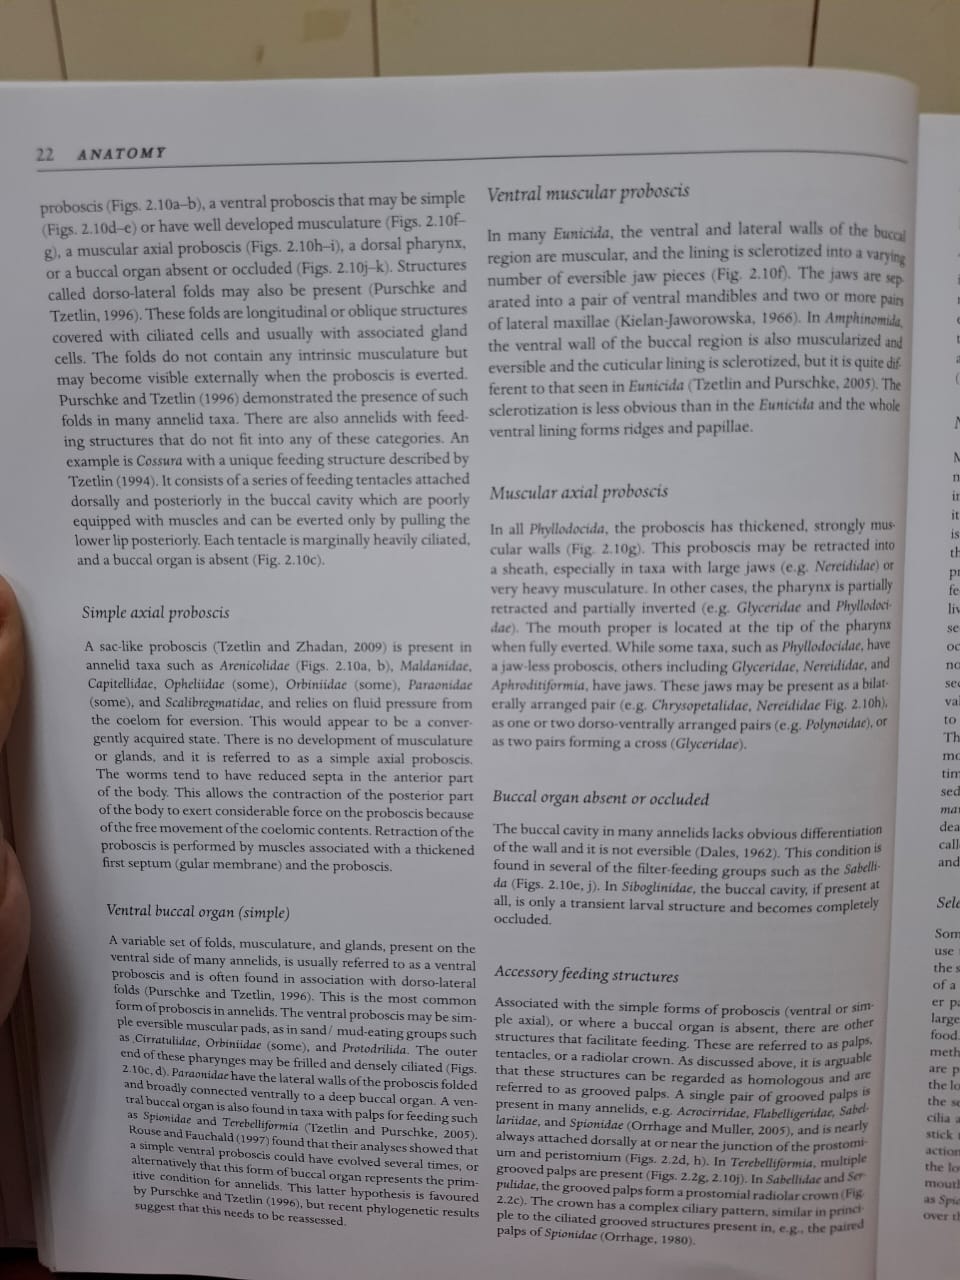 22 ANATOMY
proboscis (Figs. 2.10a–b), a ventral proboscis that may be simple
(Figs. 2.10d–e) or have well developed musculature (Figs. 2.10f–
g), a muscular axial proboscis (Figs. 2.10h–i), a dorsal pharynx,
or a buccal organ absent or occluded (Figs. 2.10j–k). Structures
called dorso-lateral folds may also be present (Purschke and
Tzetlin, 1996). These folds are longitudinal or oblique structures
covered with ciliated cells and usually with associated gland
cells. The folds do not contain any intrinsic musculature but
may become visible externally when the proboscis is everted.
Purschke and Tzetlin (1996) demonstrated the presence of such
folds in many annelid taxa. There are also annelids with feed-
ing structures that do not fit into any of these categories. An
example is Cossura with a unique feeding structure described by
Tzetlin (1994). It consists of a series of feeding tentacles attached
dorsally and posteriorly in the buccal cavity which are poorly
equipped with muscles and can be everted only by pulling the
lower lip posteriorly. Each tentacle is marginally heavily ciliated,
and a buccal organ is absent (Fig. 2.10c).
Simple axial proboscis
A sac-like proboscis (Tzetlin and Zhadan, 2009) is present in
annelid taxa such as Arenicolidae (Figs. 2.10a, b), Maldanidae,
Capitellidae, Opheliidae (some), Orbiniidae (some), Paraonidae
(some), and Scalibregmatidae, and relies on fluid pressure from
the coelom for eversion. This would appear to be a conver-
gently acquired state. There is no development of musculature
or glands, and it is referred to as a simple axial proboscis.
The worms tend to have reduced septa in the anterior part
of the body. This allows the contraction of the posterior part
of the body to exert considerable force on the proboscis because
of the free movement of the coelomic contents. Retraction of the
proboscis is performed by muscles associated with a thickened
first septum (gular membrane) and the proboscis.
Ventral buccal organ (simple)
A variable set of folds, musculature, and glands, present on the
ventral side of many annelids, is usually referred to as a ventral
proboscis and is often found in association with dorso-lateral
folds (Purschke and Tzetlin, 1996). This is the most common
form of proboscis in annelids. The ventral proboscis may be sim-
ple eversible muscular pads, as in sand/ mud-eating groups such
as Cirratulidae, Orbiniidae (some), and Protodrilida. The outer
end of these pharynges may be frilled and densely ciliated (Figs.
2.10c, d). Paraonidae have the lateral walls of the proboscis folded
and broadly connected ventrally to a deep buccal organ. A ven-
tral buccal organ is also found in taxa with palps for feeding such
as Spionidae and Terebelliformia (Tzetlin and Purschke, 2005).
Rouse and Fauchald (1997) found that their analyses showed that
a simple ventral proboscis could have evolved several times, or
alternatively that this form of buccal organ represents the prim-
itive condition for annelids. This latter hypothesis is favoured
by Purschke and Tzetlin (1996), but recent phylogenetic results
suggest that this needs to be reassessed.
Ventral muscular proboscis
In many Eunicida, the ventral and lateral walls of the buccal
region are muscular, and the lining is sclerotized into a varying
number of eversible jaw pieces (Fig. 2.10f). The jaws are sep-
arated into a pair of ventral mandibles and two or more pairs
of lateral maxillae (Kielan-Jaworowska, 1966). In Amphinomida,
the ventral wall of the buccal region is also muscularized and
eversible and the cuticular lining is sclerotized, but it is quite dif-
ferent to that seen in Eunicida (Tzetlin and Purschke, 2005). The
sclerotization is less obvious than in the Eunicida and the whole
ventral lining forms ridges and papillae.
Muscular axial proboscis
In all Phyllodocida, the proboscis has thickened, strongly mus-
cular walls (Fig. 2.10g). This proboscis may be retracted into
a sheath, especially in taxa with large jaws (e.g. Nereididae) or
very heavy musculature. In other cases, the pharynx is partially
retracted and partially inverted (e.g. Glyceridae and Phyllodoci-
dae). The mouth proper is located at the tip of the pharynx
when fully everted. While some taxa, such as Phyllodocidae, have
a jaw-less proboscis, others including Glyceridae, Nereididae, and
Aphroditiformia, have jaws. These jaws may be present as a bilat-
erally arranged pair (e.g. Chrysopetalidae, Nereididae Fig. 2.10h),
as one or two dorso-ventrally arranged pairs (e.g. Polynoidae), or
as two pairs forming a cross (Glyceridae).
Buccal organ absent or occluded
The buccal cavity in many annelids lacks obvious differentiation
of the wall and it is not eversible (Dales, 1962). This condition is
found in several of the filter-feeding groups such as the Sabelli-
da (Figs. 2.10e, j). In Siboglinidae, the buccal cavity, if present at
all, is only a transient larval structure and becomes completely
occluded.
Accessory feeding structures
Associated with the simple forms of proboscis (ventral or sim-
ple axial), or where a buccal organ is absent, there are other
structures that facilitate feeding. These are referred to as palps,
tentacles, or a radiolar crown. As discussed above, it is arguable
that these structures can be regarded as homologous and are
referred to as grooved palps. A single pair of grooved palps is
present in many annelids, e.g. Acrocirridae, Flabelligeridae, Sabel-
lariidae, and Spionidae (Orrhage and Muller, 2005), and is nearly
always attached dorsally at or near the junction of the prostomi-
um and peristomium (Figs. 2.2d, h). In Terebelliformia, multiple
grooved palps are present (Figs. 2.2g, 2.10j). In Sabellidae and Ser-
pulidae, the grooved palps form a prostomial radiolar crown (Fig.
2.2e). The crown has a complex ciliary pattern, similar in princi-
ple to the ciliated grooved structures present in, e.g., the paired
palps of Spionidae (Orrhage, 1980).